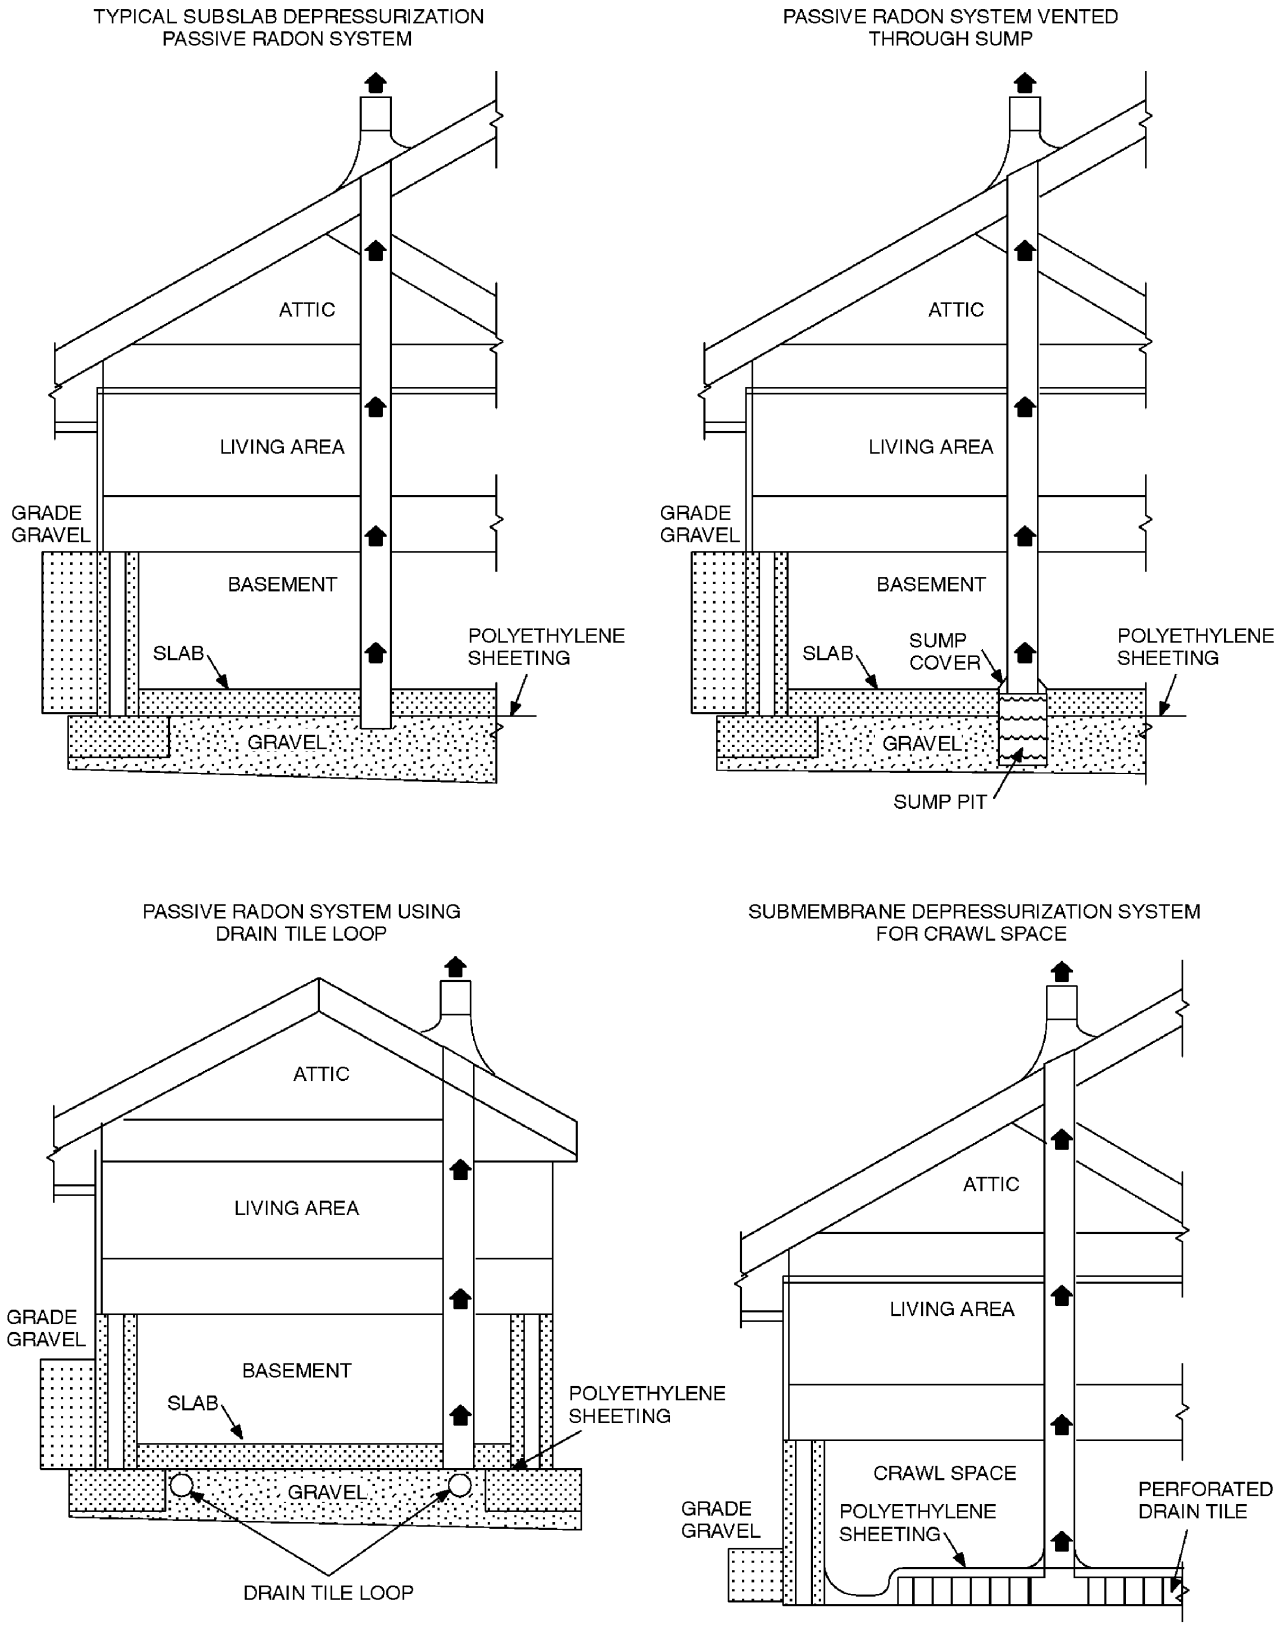 TYPICAL SUBSLAB DEPRESSURIZATION
PASSIVE RADON SYSTEM
ATTIC
LIVING AREA
GRADE
GRAVEL
BASEMENT
SLAB
POLYETHYLENE
SHEETING
GRAVEL
PASSIVE RADON SYSTEM VENTED
THROUGH SUMP
ATTIC
LIVING AREA
GRADE
GRAVEL
BASEMENT
SLAB
SUMP
COVER
POLYETHYLENE
SHEETING
GRAVEL
SUMP PIT
PASSIVE RADON SYSTEM USING
DRAIN TILE LOOP
ATTIC
LIVING AREA
GRADE
GRAVEL
BASEMENT
SLAB
POLYETHYLENE
SHEETING
GRAVEL
DRAIN TILE LOOP
SUBMEMBRANE DEPRESSURIZATION SYSTEM
FOR CRAWL SPACE
ATTIC
LIVING AREA
CRAWL SPACE
GRADE
GRAVEL
POLYETHYLENE
SHEETING
PERFORATED
DRAIN TILE